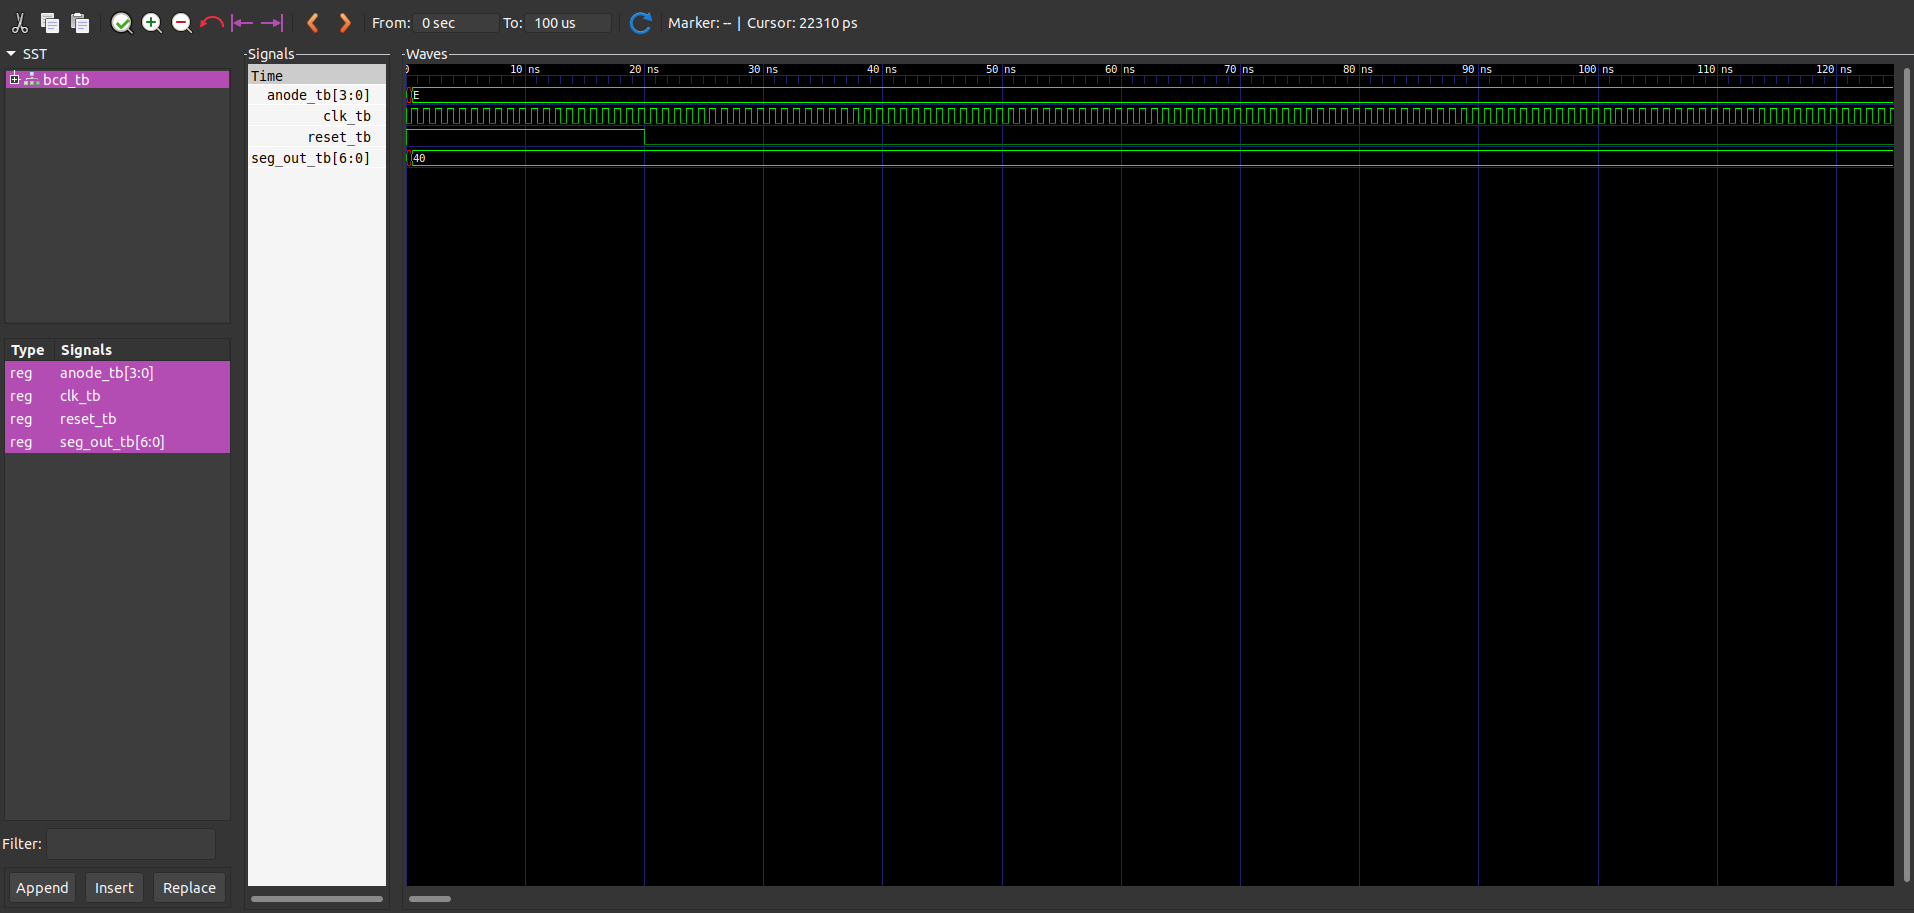 From: 0 sec To: 100 us Marker: -- | Cursor: 22310 ps
SST
bcd_tb
Type Signals
reg anode_tb[3:0]
reg clk_tb
reg reset_tb
reg seg_out_tb[6:0]
Filter:
Append Insert Replace
Signals
Time
anode_tb[3:0]
clk_tb
reset_tb
seg_out_tb[6:0]
Waves
0 10 ns 20 ns 30 ns 40 ns 50 ns 60 ns 70 ns 80 ns 90 ns 100 ns 110 ns 120 ns
E
40